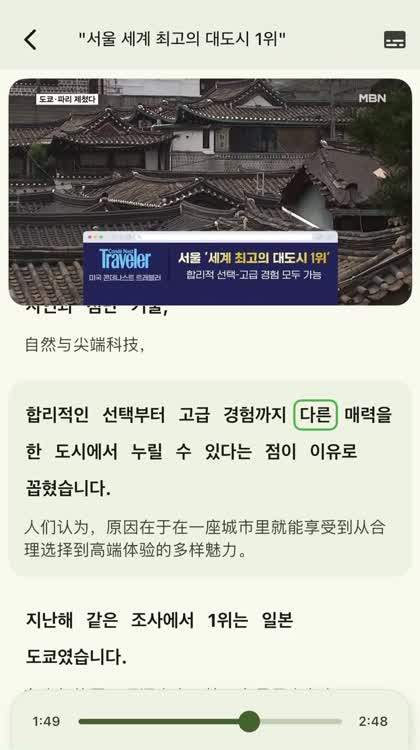 "서울 세계 최고의 대도시 1위"
도쿄·파리 제쳤다
MBN
Condé Nast
Traveler
미국 콘데나스트 트래블러
서울 '세계 최고의 대도시 1위'
합리적 선택-고급 경험 모두 가능
自然与尖端科技，
합리적인 선택부터 고급 경험까지 다른 매력을
한 도시에서 누릴 수 있다는 점이 이유로
꼽혔습니다.
人们认为，原因在于在一座城市里就能享受到从合
理选择到高端体验的多样魅力。
지난해 같은 조사에서 1위는 일본
도쿄였습니다.
1:49
2:48